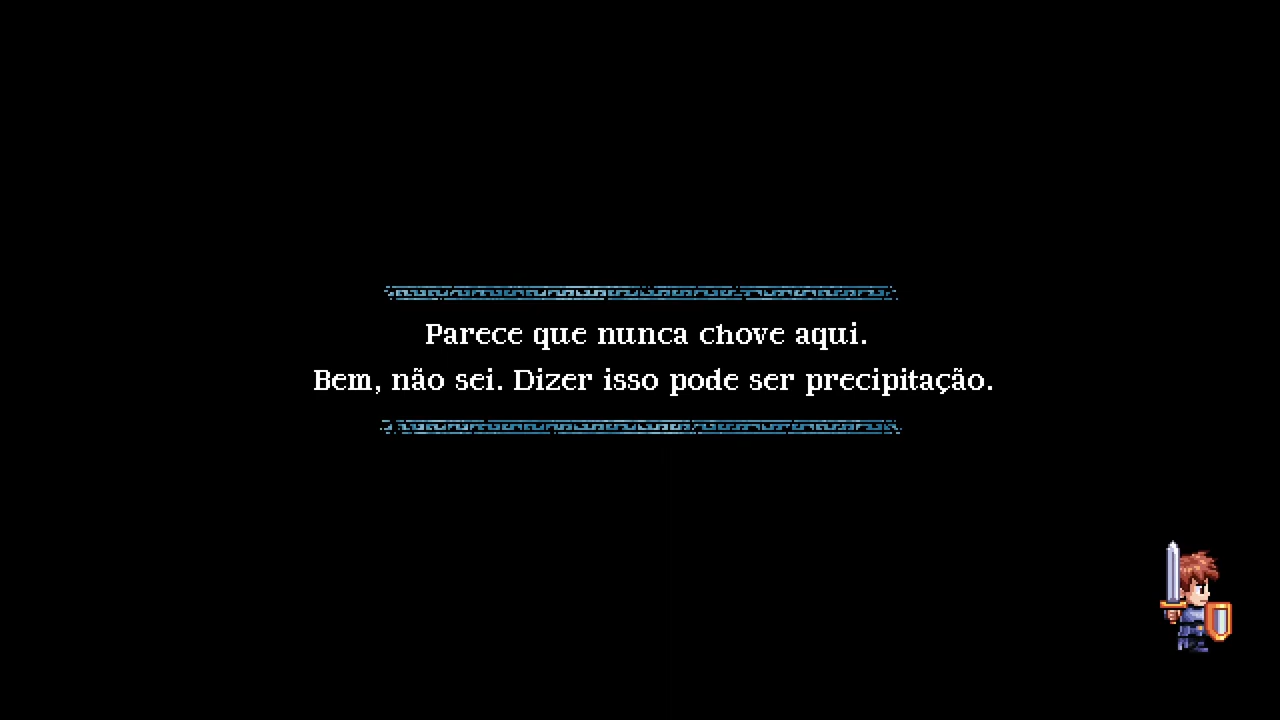 Parece que nunca chove aqui.
Bem, não sei. Dizer isso pode ser precipitação.